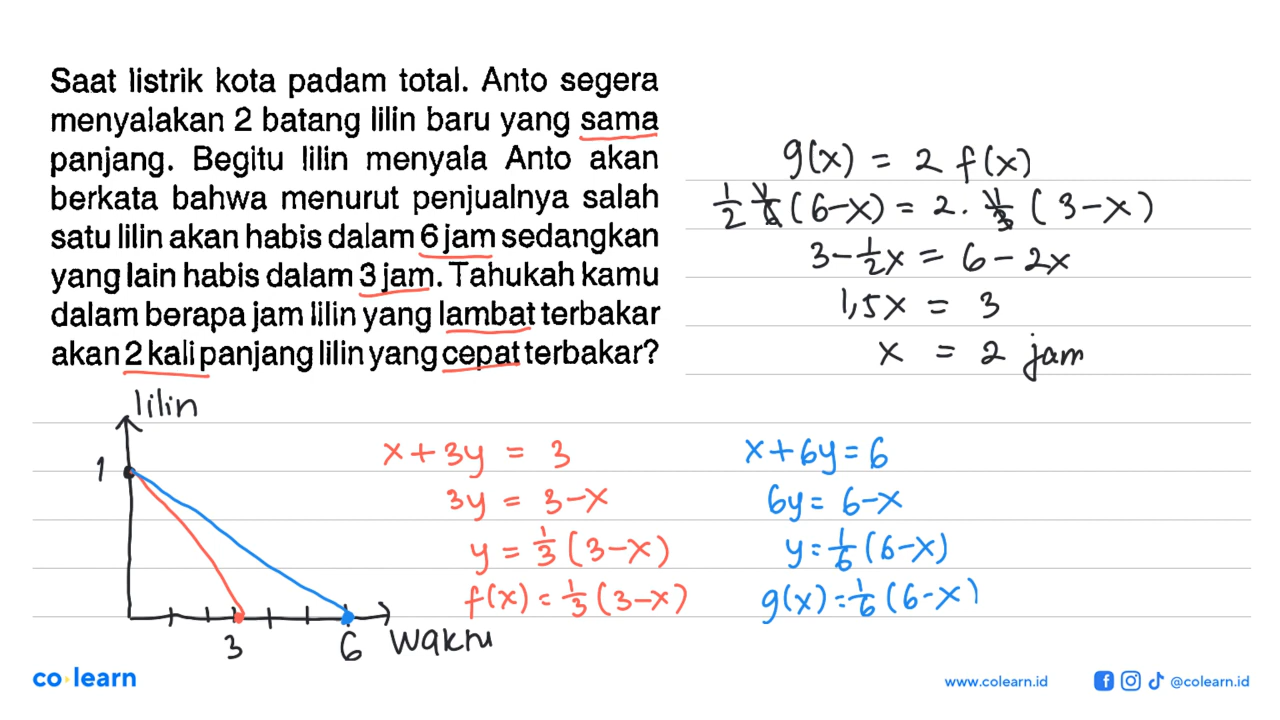 Saat listrik kota padam total. Anto segera
menyalakan 2 batang lilin baru yang sama
panjang. Begitu lilin menyala Anto akan
berkata bahwa menurut penjualnya salah
satu lilin akan habis dalam 6 jam sedangkan
yang lain habis dalam 3 jam. Tahukah kamu
dalam berapa jam lilin yang lambat terbakar
akan 2 kali panjang lilin yang cepat terbakar?
g(x) = 2 f(x)
1/2 1/6 (6-x) = 2. 1/3 (3-x)
3 - 1/2x = 6 - 2x
1,5x = 3
x = 2 jam
lilin
1
3
6
waktu
x + 3y = 3
3y = 3-x
y = 1/3 (3-x)
f(x) = 1/3 (3-x)
x + 6y = 6
6y = 6-x
y = 1/6 (6-x)
g(x) = 1/6 (6-x)
co learn
www.colearn.id
@colearn.id